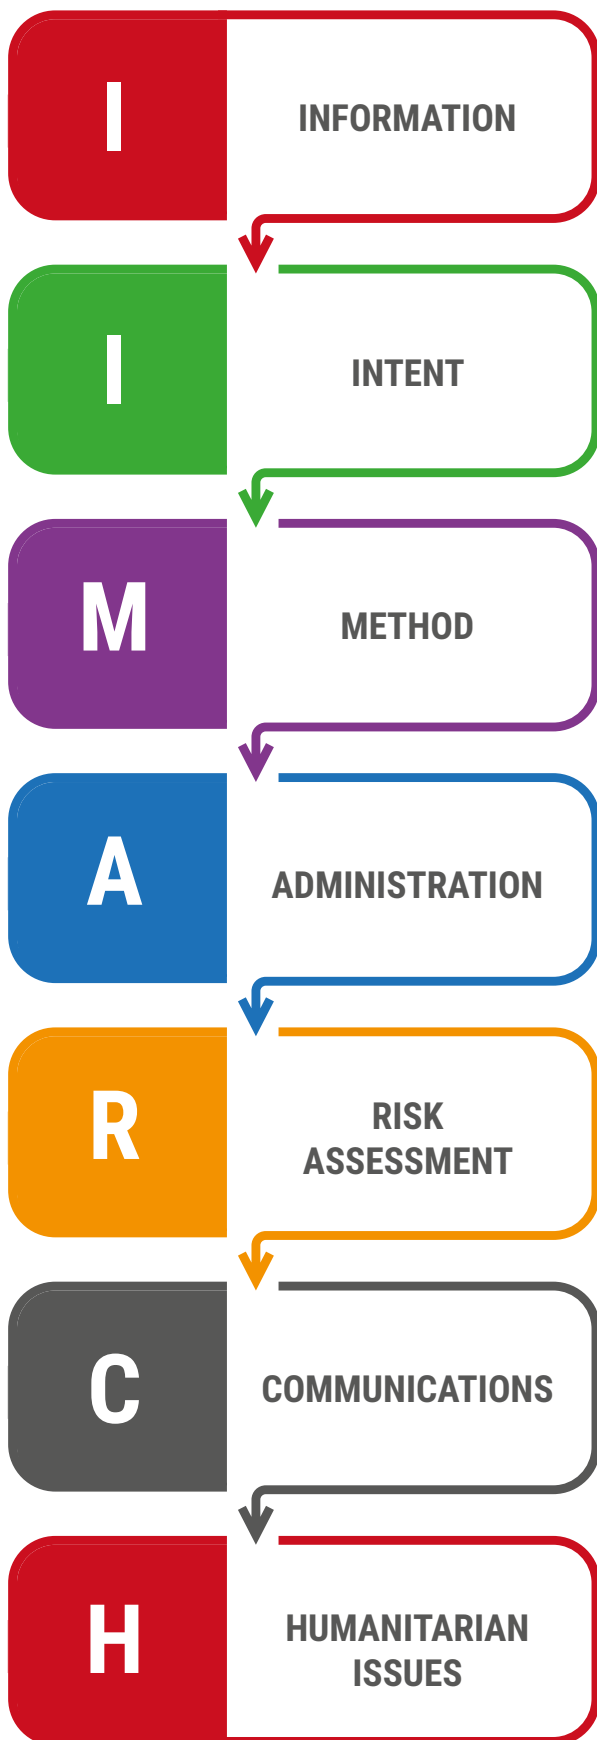 I
INFORMATION
I
INTENT
M
METHOD
A
ADMINISTRATION
R
RISK
ASSESSMENT
C
COMMUNICATIONS
H
HUMANITARIAN
ISSUES